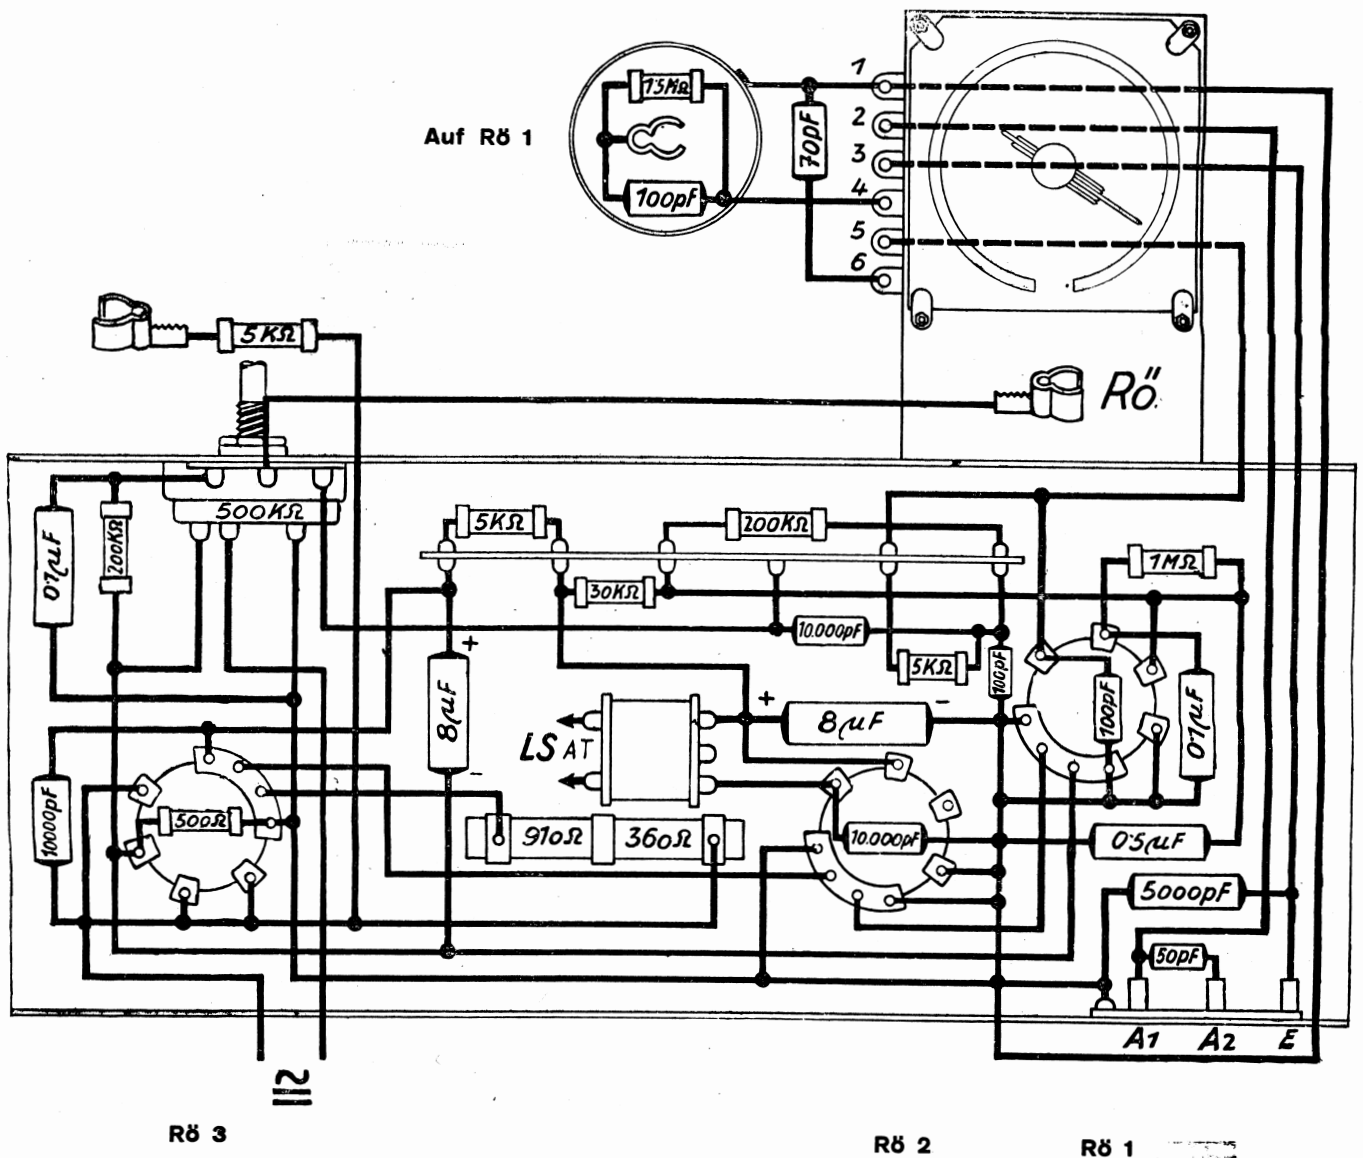 1
1.5MΩ
2
Auf Rö 1
70pF
3
100pF
4
5
6
5KΩ
Rö"
500KΩ
0.1µF
200KΩ
5KΩ
200KΩ
1MΩ
30KΩ
10.000pF
+
5KΩ
100pF
8µF
+
8µF
-
100pF
0.1µF
LS AT
-
10000pF
500Ω
910Ω
360Ω
10.000pF
0.5µF
5000pF
50pF
A1
A2
E
Rö 3
Rö 2
Rö 1